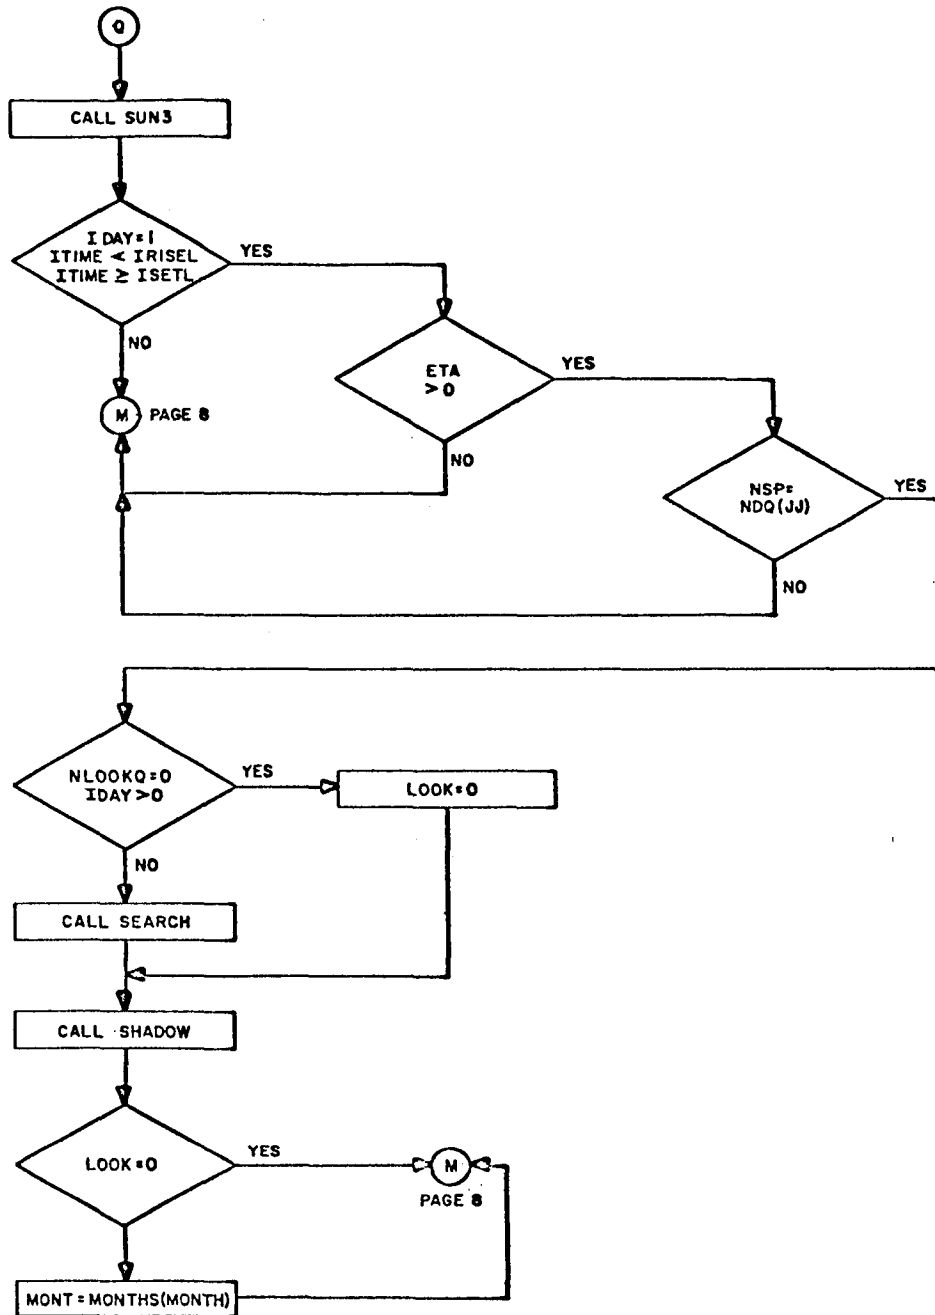 Q
CALL SUN3
IDAY=1
ITIME < IRISEL
ITIME ≥ ISETL
YES
NO
M PAGE 8
ETA
>0
YES
NO
NSP=
NDQ(JJ)
YES
NO
NLOOKQ=0
IDAY>0
YES
LOOK=0
NO
CALL SEARCH
CALL SHADOW
LOOK=0
YES
M
PAGE 8
MONT=MONTHS(MONTH)